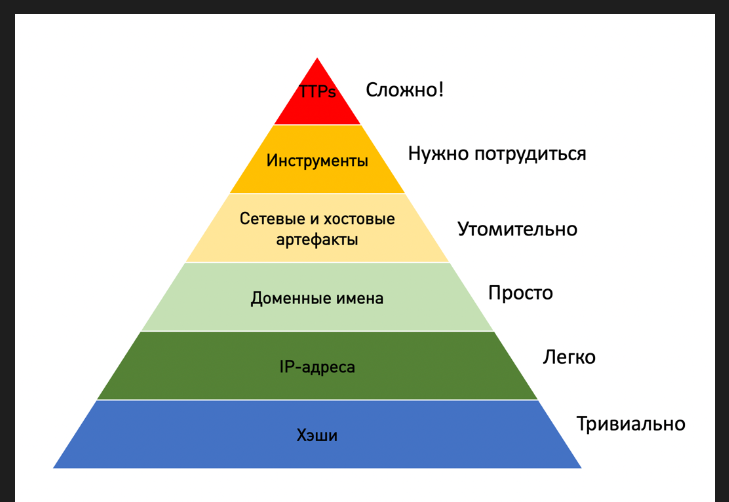 TTPs
Сложно!
Инструменты
Нужно потрудиться
Сетевые и хостовые
артефакты
Утомительно
Доменные имена
Просто
IP-адреса
Легко
Хэши
Тривиально